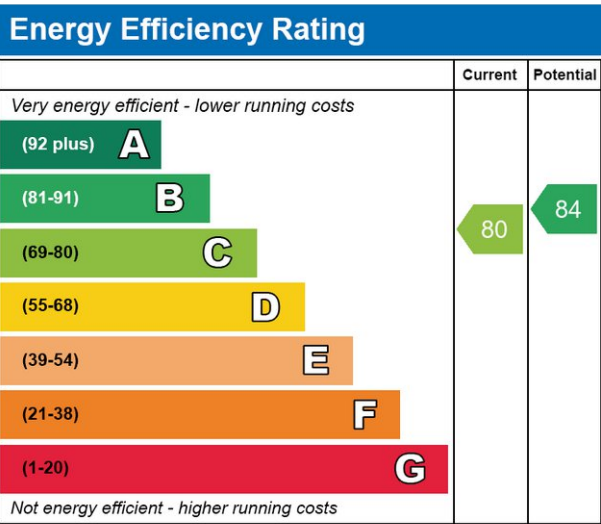 Energy Efficiency Rating
Current Potential
Very energy efficient - lower running costs
(92 plus) A
(81-91) B
84
80
(69-80) C
(55-68) D
(39-54) E
(21-38) F
(1-20) G
Not energy efficient - higher running costs